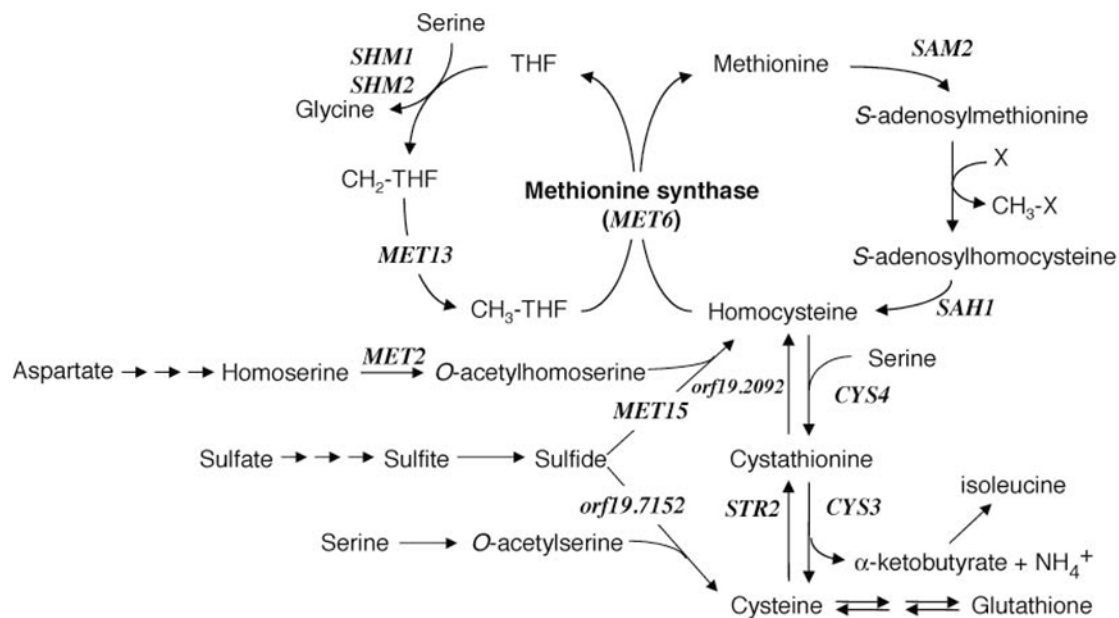 Serine
SHM1
SHM2
THF
Methionine
SAM2
Glycine
S-adenosylmethionine
X
CH₂-THF
Methionine synthase
(MET6)
CH₃-X
MET13
S-adenosylhomocysteine
CH₃-THF
Homocysteine
SAH1
Aspartate
Homoserine
MET2
O-acetylhomoserine
orf19.2092
Serine
CYS4
MET15
Sulfate
Sulfite
Sulfide
Cystathionine
isoleucine
orf19.7152
STR2
CYS3
Serine
O-acetylserine
α-ketobutyrate + NH₄⁺
Cysteine
Glutathione